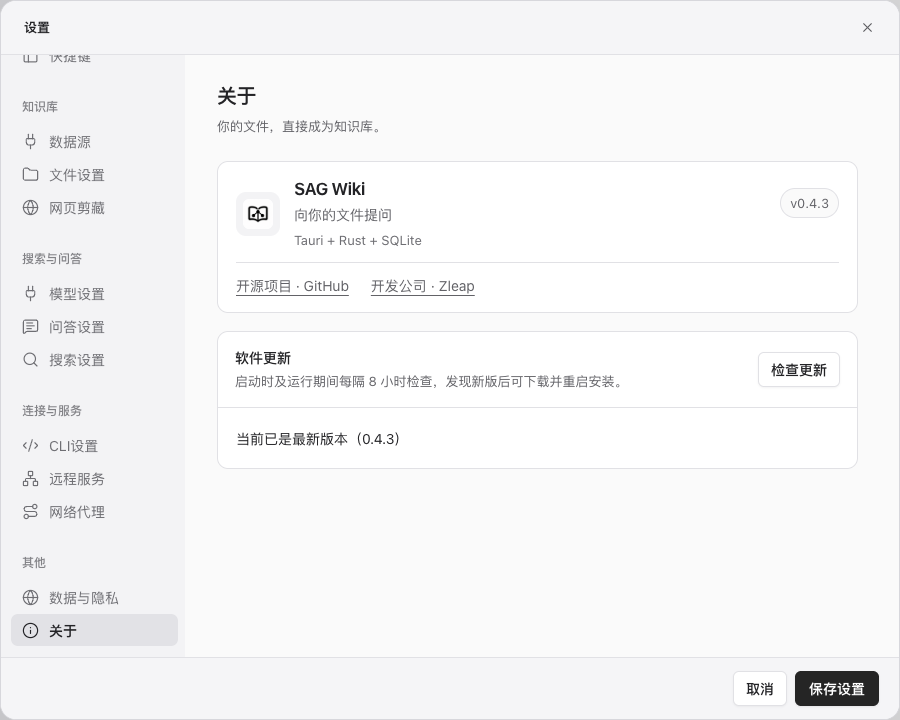 设置
快捷键
知识库
数据源
文件设置
网页剪藏
搜索与问答
模型设置
问答设置
搜索设置
连接与服务
CLI设置
远程服务
网络代理
其他
数据与隐私
关于
关于
你的文件，直接成为知识库。
SAG Wiki
向你的文件提问
Tauri + Rust + SQLite
v0.4.3
开源项目 · GitHub
开发公司 · Zleap
软件更新
启动时及运行期间每隔 8 小时检查，发现新版后可下载并重启安装。
检查更新
当前已是最新版本（0.4.3）
取消
保存设置